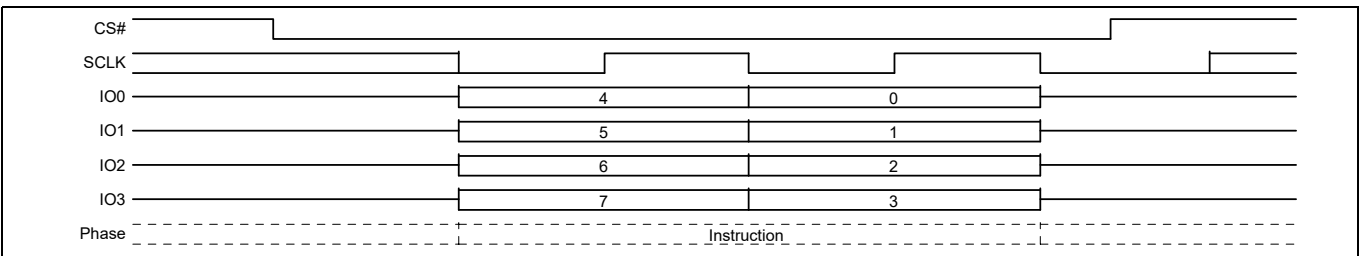 CS#
SCLK
IO0 4 0
IO1 5 1
IO2 6 2
IO3 7 3
Phase Instruction